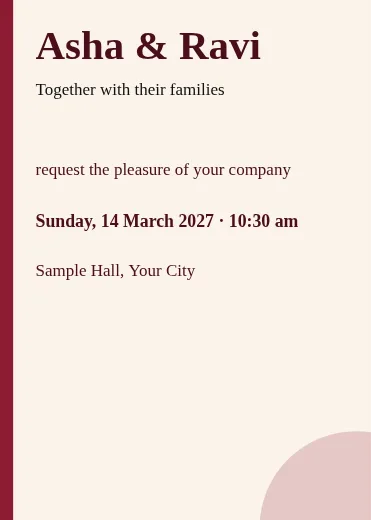 Asha & Ravi
Together with their families
request the pleasure of your company
Sunday, 14 March 2027 · 10:30 am
Sample Hall, Your City